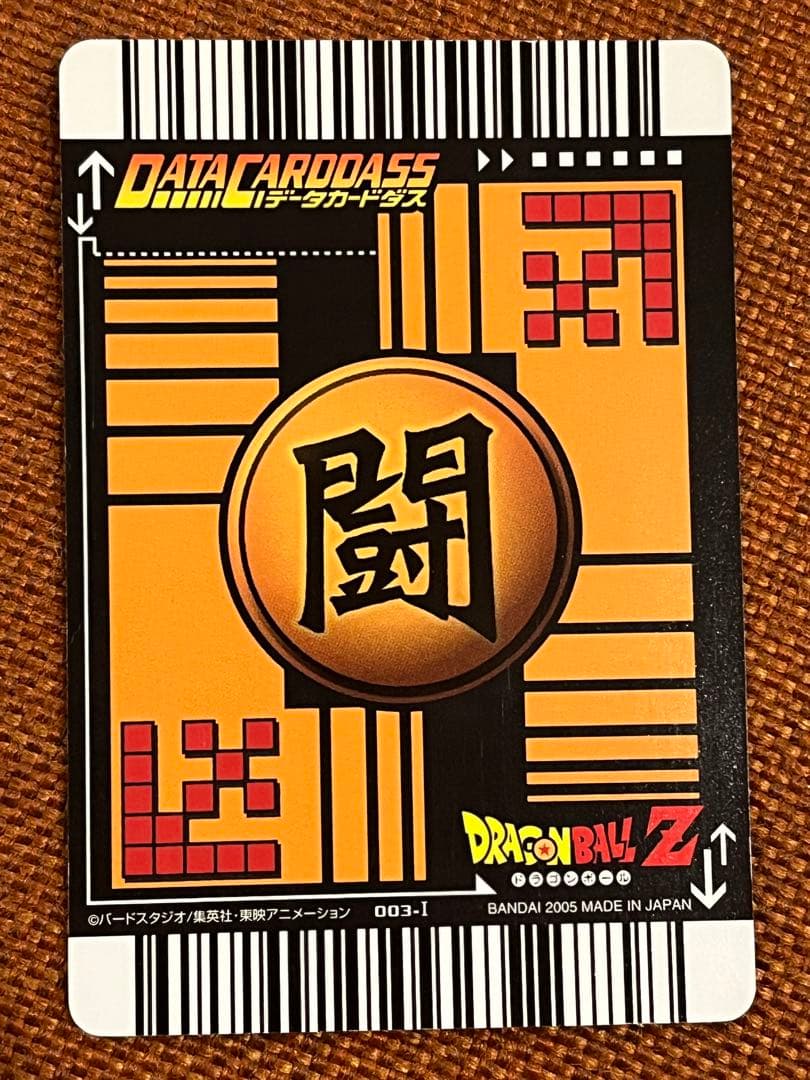 DATA CARDDASS
データカードダス
闘
DRAGON BALL Z
ドラゴンボール
©バードスタジオ/集英社・東映アニメーション 003-I
BANDAI 2005 MADE IN JAPAN